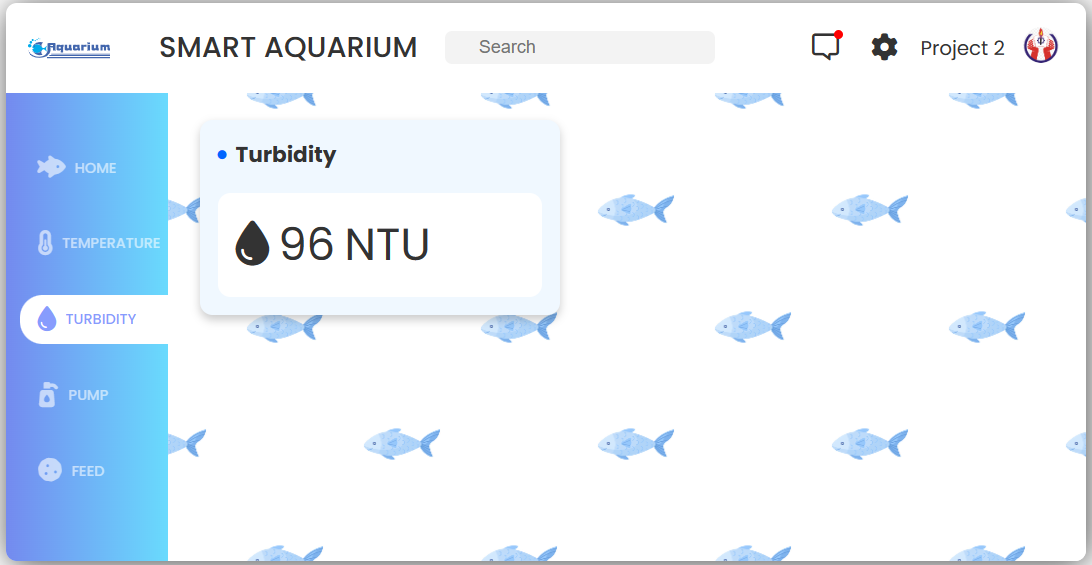 Aquarium
SMART AQUARIUM
Search
Project 2
HOME
TEMPERATURE
TURBIDITY
PUMP
FEED
Turbidity
96 NTU